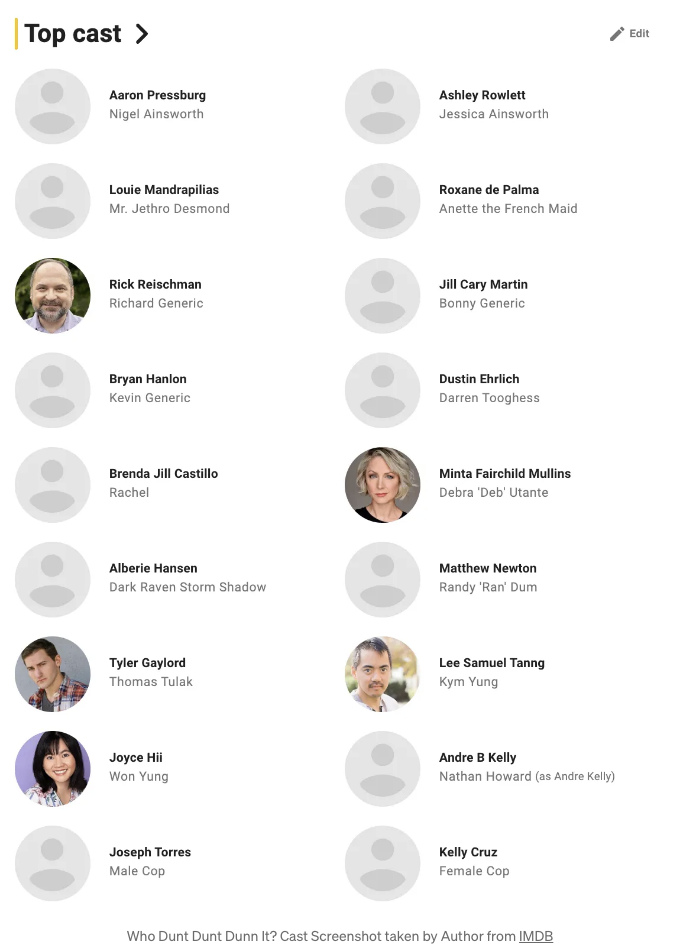 Top cast
Edit
Aaron Pressburg
Nigel Ainsworth
Ashley Rowlett
Jessica Ainsworth
Louie Mandrapilias
Mr. Jethro Desmond
Roxane de Palma
Anette the French Maid
Rick Reischman
Richard Generic
Jill Cary Martin
Bonny Generic
Bryan Hanlon
Kevin Generic
Dustin Ehrlich
Darren Tooghess
Brenda Jill Castillo
Rachel
Minta Fairchild Mullins
Debra 'Deb' Utante
Alberie Hansen
Dark Raven Storm Shadow
Matthew Newton
Randy 'Ran' Dum
Tyler Gaylord
Thomas Tulak
Lee Samuel Tanng
Kym Yung
Joyce Hii
Won Yung
Andre B Kelly
Nathan Howard (as Andre Kelly)
Joseph Torres
Male Cop
Kelly Cruz
Female Cop
Who Dunt Dunt Dunn It? Cast Screenshot taken by Author from IMDB